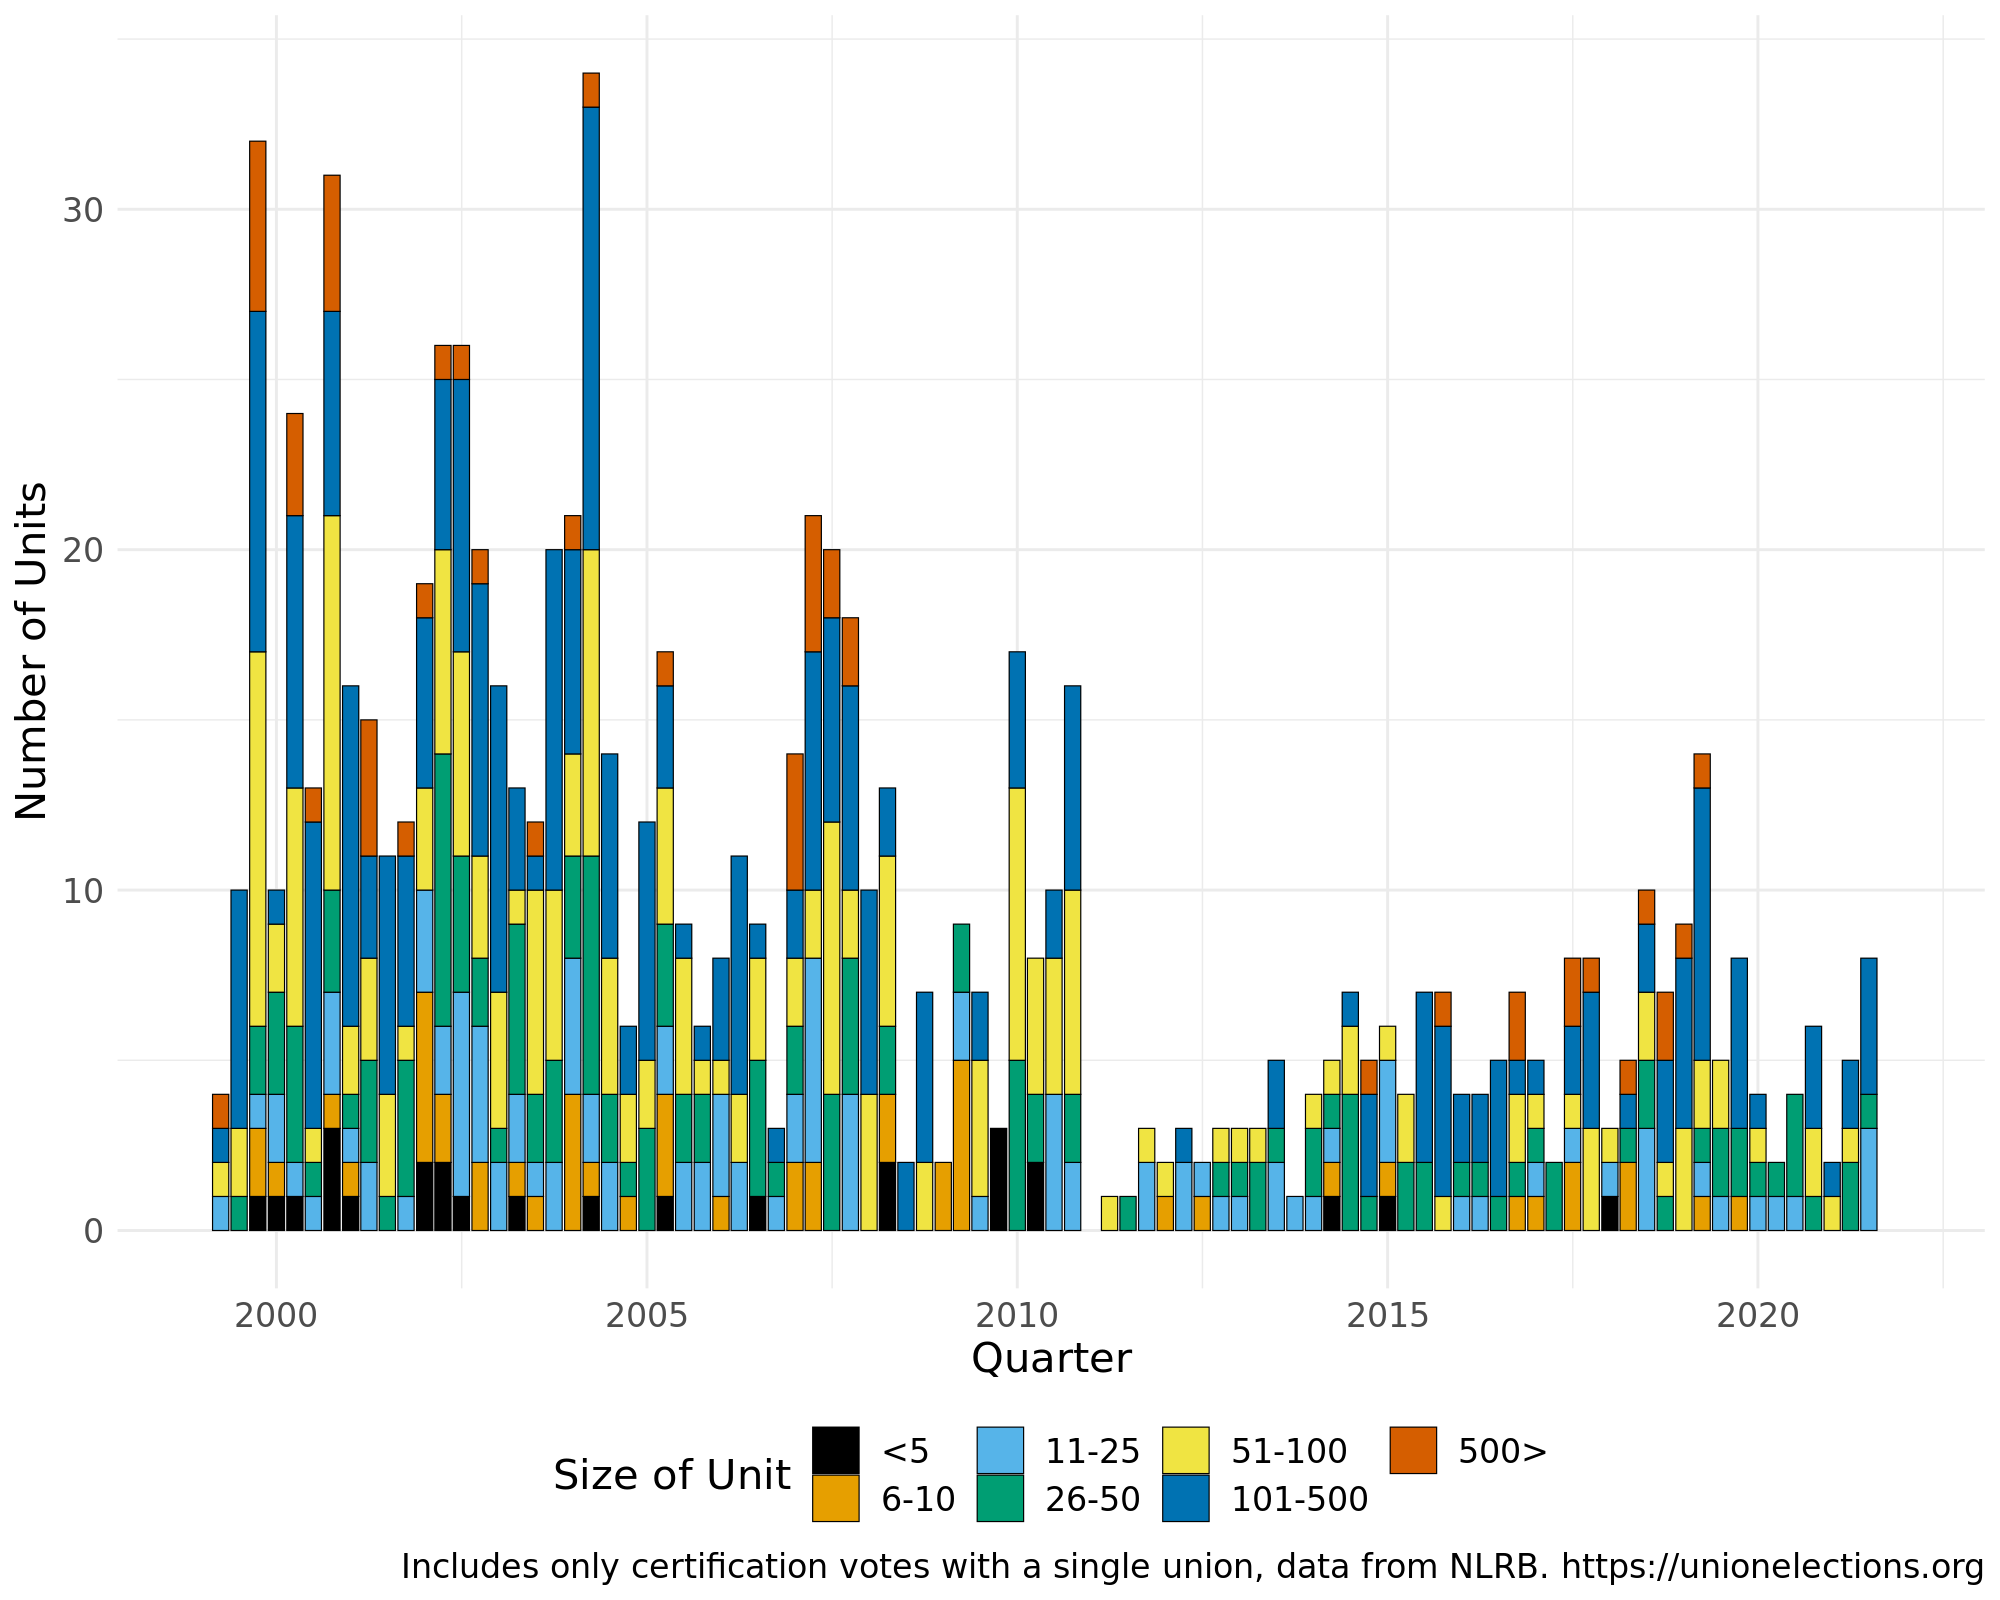 30
20
10
0
Number of Units
2000 2005 2010 2015 2020
Quarter
Size of Unit
<5 11-25 51-100 500>
6-10 26-50 101-500
Includes only certification votes with a single union, data from NLRB. https://unionelections.org